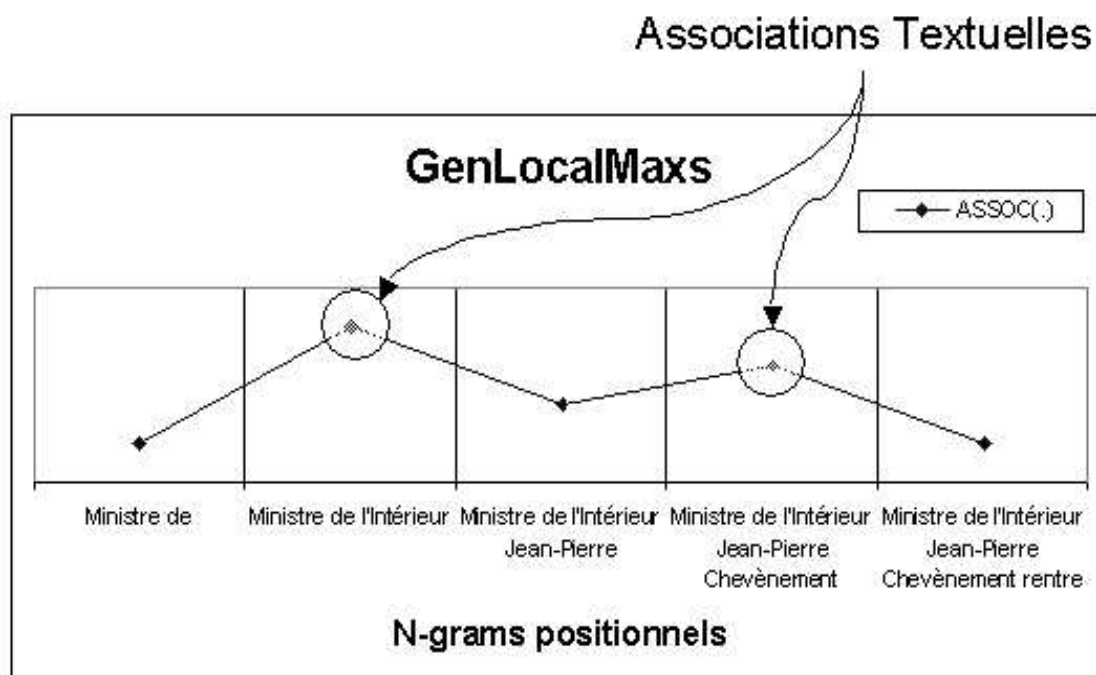 Associations Textuelles
GenLocalMaxs
ASSOC(.)
Ministre de
Ministre de l'Intérieur
Ministre de l'Intérieur
Jean-Pierre
Ministre de l'Intérieur
Jean-Pierre
Chevènement
Ministre de l'Intérieur
Jean-Pierre
Chevènement rentre
N-grams positionnels